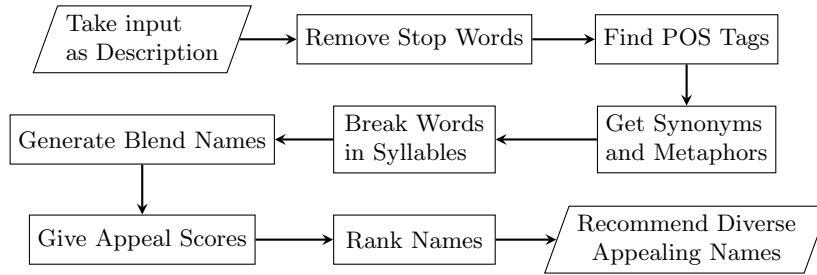 Take input
as Description
Remove Stop Words
Find POS Tags
Get Synonyms
and Metaphors
Break Words
in Syllables
Generate Blend Names
Give Appeal Scores
Rank Names
Recommend Diverse
Appealing Names